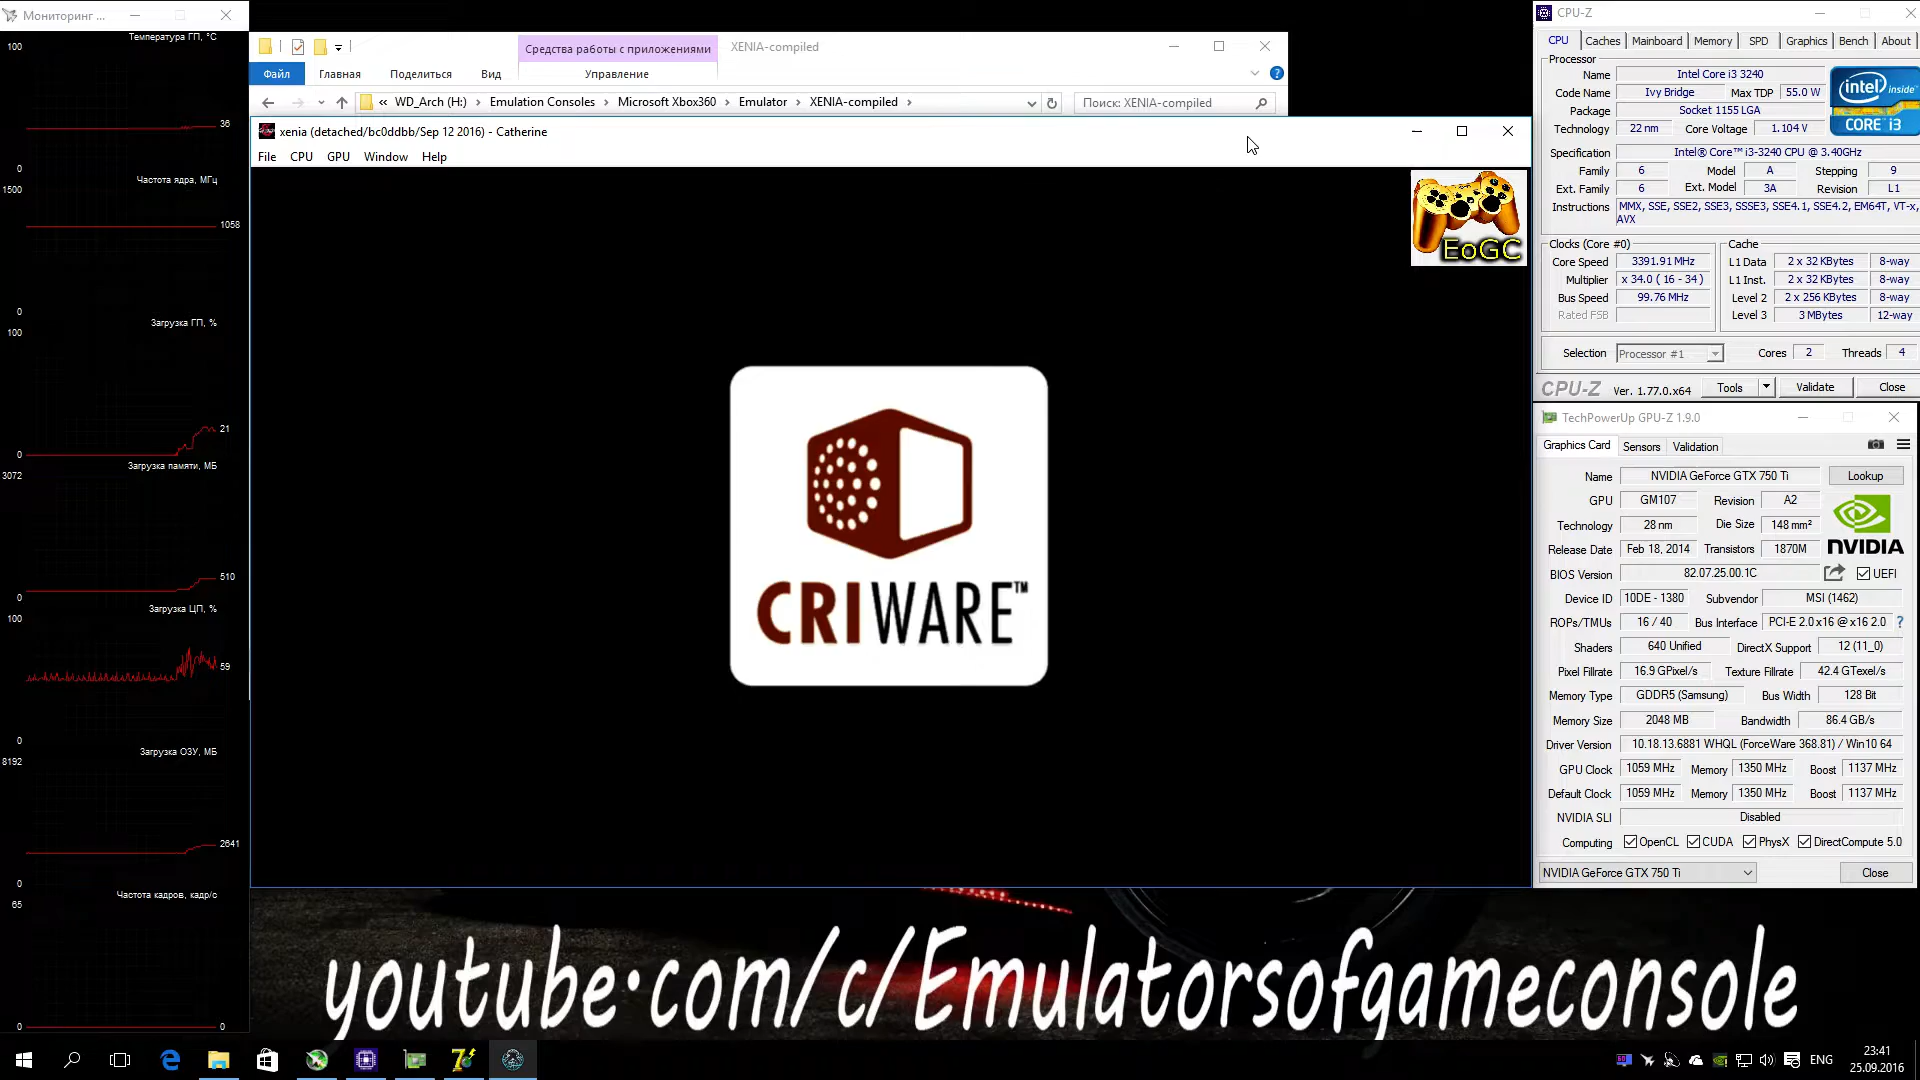 Мониторинг ...
Температура ГП, °C
100
36
0
Частота ядра, МГц
1500
1058
0
Загрузка ГП, %
100
21
0
Загрузка памяти, МБ
3072
510
0
Загрузка ЦП, %
100
59
0
Загрузка ОЗУ, МБ
8192
2641
0
Частота кадров, кадр/с
65
0
0
Средства работы с приложениями
XENIA-compiled
Файл
Главная
Поделиться
Вид
Управление
« WD_Arch (H:) › Emulation Consoles › Microsoft Xbox360 › Emulator › XENIA-compiled ›
Поиск: XENIA-compiled
xenia (detached/bc0ddbb/Sep 12 2016) - Catherine
File CPU GPU Window Help
EoGC
CRIWARE™
CPU-Z
CPU Caches Mainboard Memory SPD Graphics Bench About
Processor
Name Intel Core i3 3240
Code Name Ivy Bridge Max TDP 55.0 W
Package Socket 1155 LGA
Technology 22 nm Core Voltage 1.104 V
intel inside™
CORE i3
Specification Intel® Core™ i3-3240 CPU @ 3.40GHz
Family 6 Model A Stepping 9
Ext. Family 6 Ext. Model 3A Revision L1
Instructions MMX, SSE, SSE2, SSE3, SSSE3, SSE4.1, SSE4.2, EM64T, VT-x,
AVX
Clocks (Core #0)
Core Speed 3391.91 MHz
Multiplier x 34.0 ( 16 - 34 )
Bus Speed 99.76 MHz
Rated FSB
Cache
L1 Data 2 x 32 KBytes 8-way
L1 Inst. 2 x 32 KBytes 8-way
Level 2 2 x 256 KBytes 8-way
Level 3 3 MBytes 12-way
Selection Processor #1 Cores 2 Threads 4
CPU-Z Ver. 1.77.0.x64 Tools Validate Close
TechPowerUp GPU-Z 1.9.0
Graphics Card Sensors Validation
Name NVIDIA GeForce GTX 750 Ti Lookup
GPU GM107 Revision A2
Technology 28 nm Die Size 148 mm²
Release Date Feb 18, 2014 Transistors 1870M
NVIDIA
BIOS Version 82.07.25.00.1C UEFI
Device ID 10DE - 1380 Subvendor MSI (1462)
ROPs/TMUs 16 / 40 Bus Interface PCI-E 2.0 x16 @ x16 2.0 ?
Shaders 640 Unified DirectX Support 12 (11_0)
Pixel Fillrate 16.9 GPixel/s Texture Fillrate 42.4 GTexel/s
Memory Type GDDR5 (Samsung) Bus Width 128 Bit
Memory Size 2048 MB Bandwidth 86.4 GB/s
Driver Version 10.18.13.6881 WHQL (ForceWare 368.81) / Win10 64
GPU Clock 1059 MHz Memory 1350 MHz Boost 1137 MHz
Default Clock 1059 MHz Memory 1350 MHz Boost 1137 MHz
NVIDIA SLI Disabled
Computing OpenCL CUDA PhysX DirectCompute 5.0
NVIDIA GeForce GTX 750 Ti Close
youtube.com/c/Emulatorsofgameconsole
ENG
23:41
25.09.2016